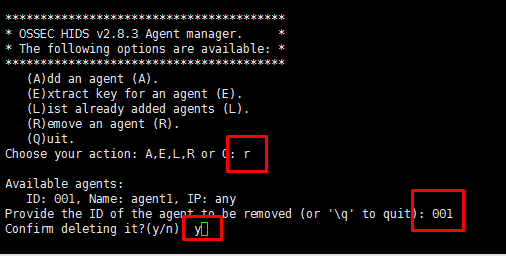 ****************************************
* OSSEC HIDS v2.8.3 Agent manager.     *
* The following options are available: *
****************************************
(A)dd an agent (A).
(E)xtract key for an agent (E).
(L)ist already added agents (L).
(R)emove an agent (R).
(Q)uit.
Choose your action: A,E,L,R or Q: r
Available agents:
ID: 001, Name: agent1, IP: any
Provide the ID of the agent to be removed (or '\q' to quit): 001
Confirm deleting it?(y/n) y